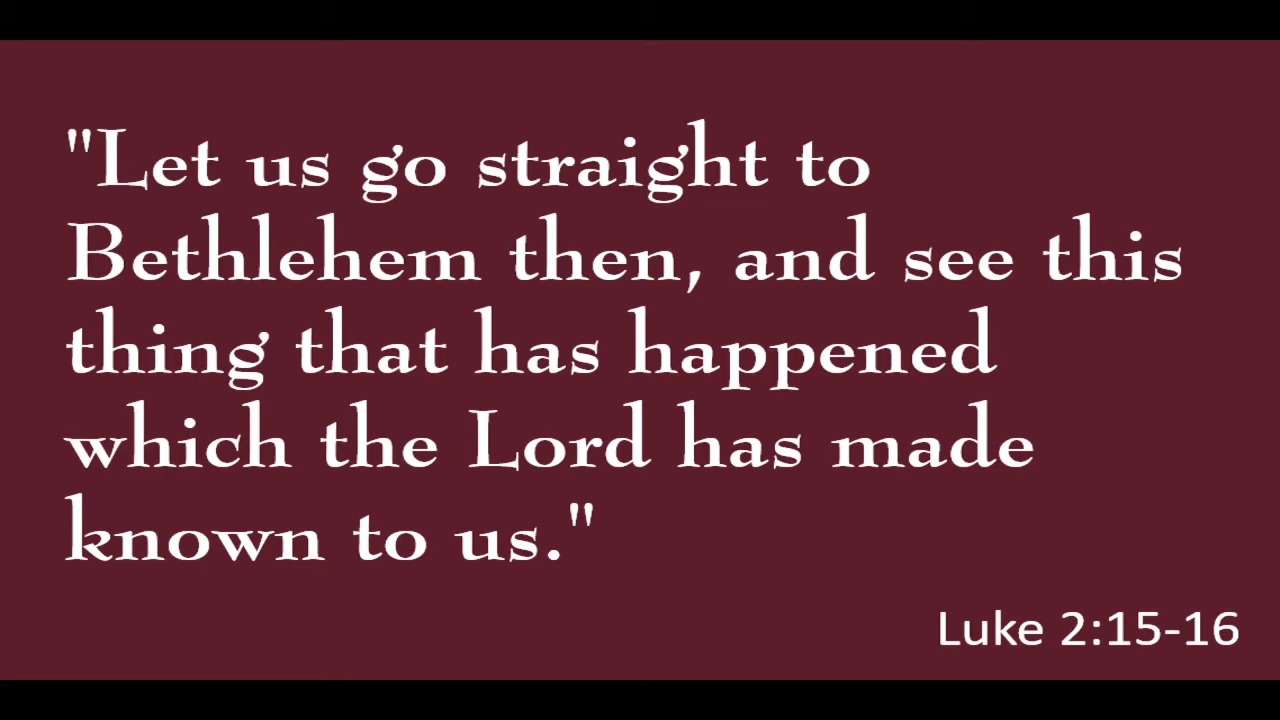 "Let us go straight to
Bethlehem then, and see this
thing that has happened
which the Lord has made
known to us."
Luke 2:15-16